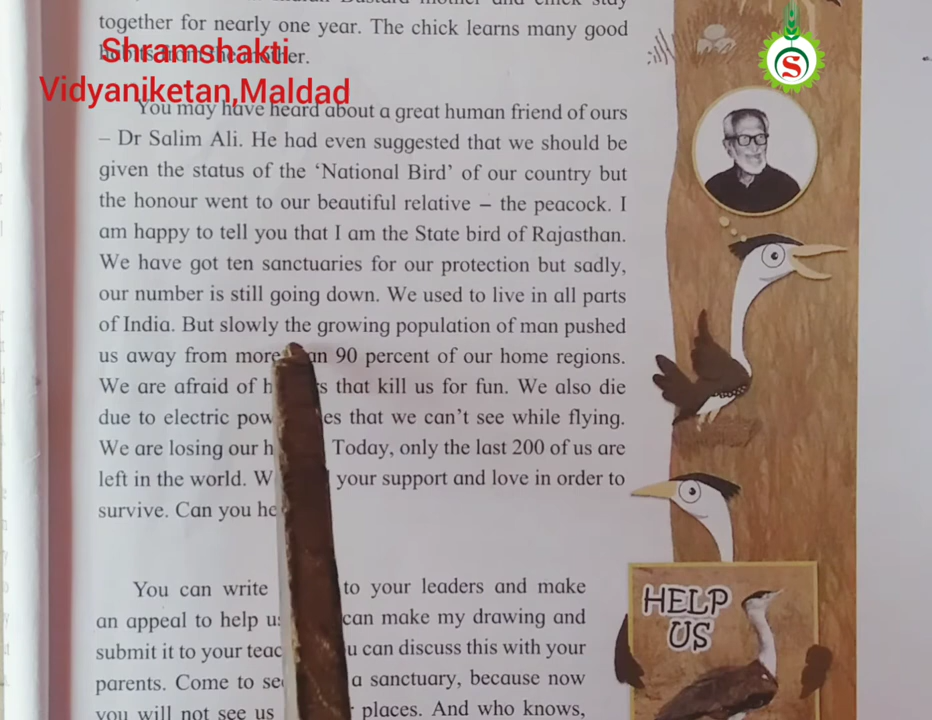 together for nearly one year. The chick learns many good
Shramshakti
Vidyaniketan,Maldad
S
You may have heard about a great human friend of ours
– Dr Salim Ali. He had even suggested that we should be
given the status of the ‘National Bird’ of our country but
the honour went to our beautiful relative – the peacock. I
am happy to tell you that I am the State bird of Rajasthan.
We have got ten sanctuaries for our protection but sadly,
our number is still going down. We used to live in all parts
of India. But slowly the growing population of man pushed
us away from more 90 percent of our home regions.
We are afraid of that kill us for fun. We also die
due to electric that we can’t see while flying.
We are losing our Today, only the last 200 of us are
left in the world. your support and love in order to
survive. Can you
You can write to your leaders and make
an appeal to help can make my drawing and
submit it to your can discuss this with your
parents. Come to a sanctuary, because now
you will not see us places. And who knows,
HELP
US